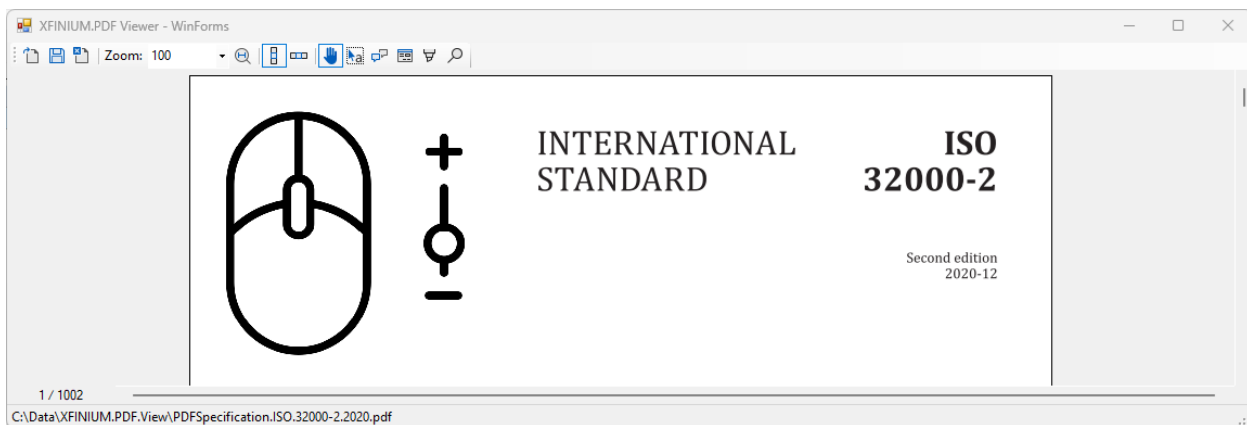 XFINIUM.PDF Viewer - WinForms
Zoom: 100
INTERNATIONAL
STANDARD
ISO
32000-2
Second edition
2020-12
1 / 1002
C:\Data\XFINIUM.PDF.View\PDFSpecification.ISO.32000-2.2020.pdf